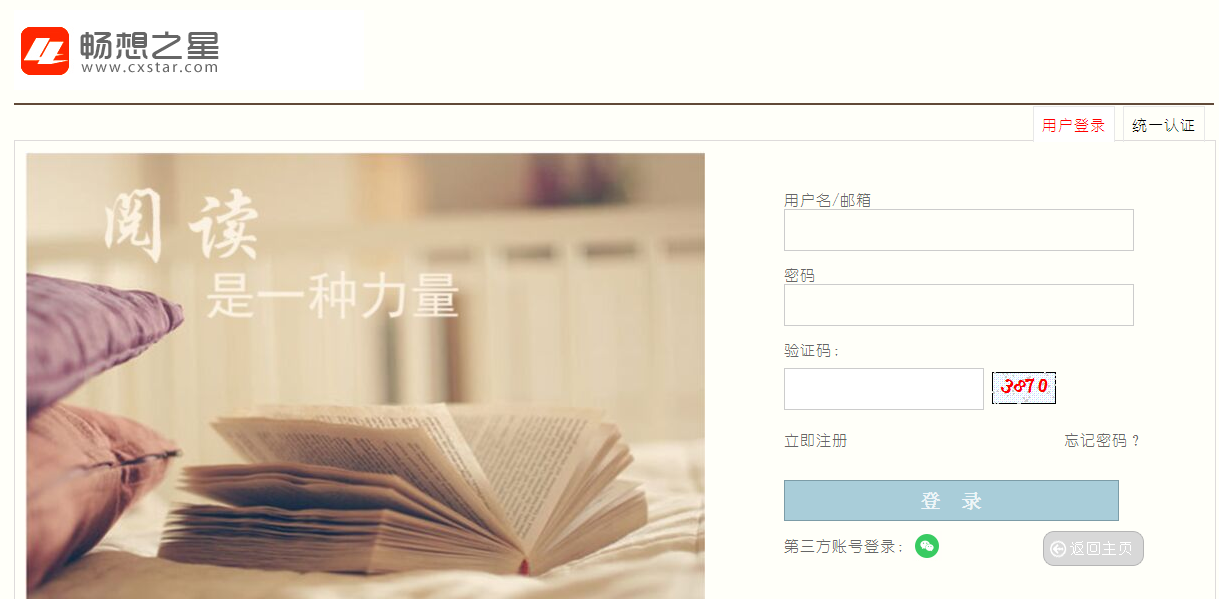 畅想之星
www.cxstar.com
用户登录 统一认证
阅 读
是一种力量
用户名/邮箱
密码
验证码：
3870
立即注册 忘记密码？
登 录
第三方账号登录： 返回主页